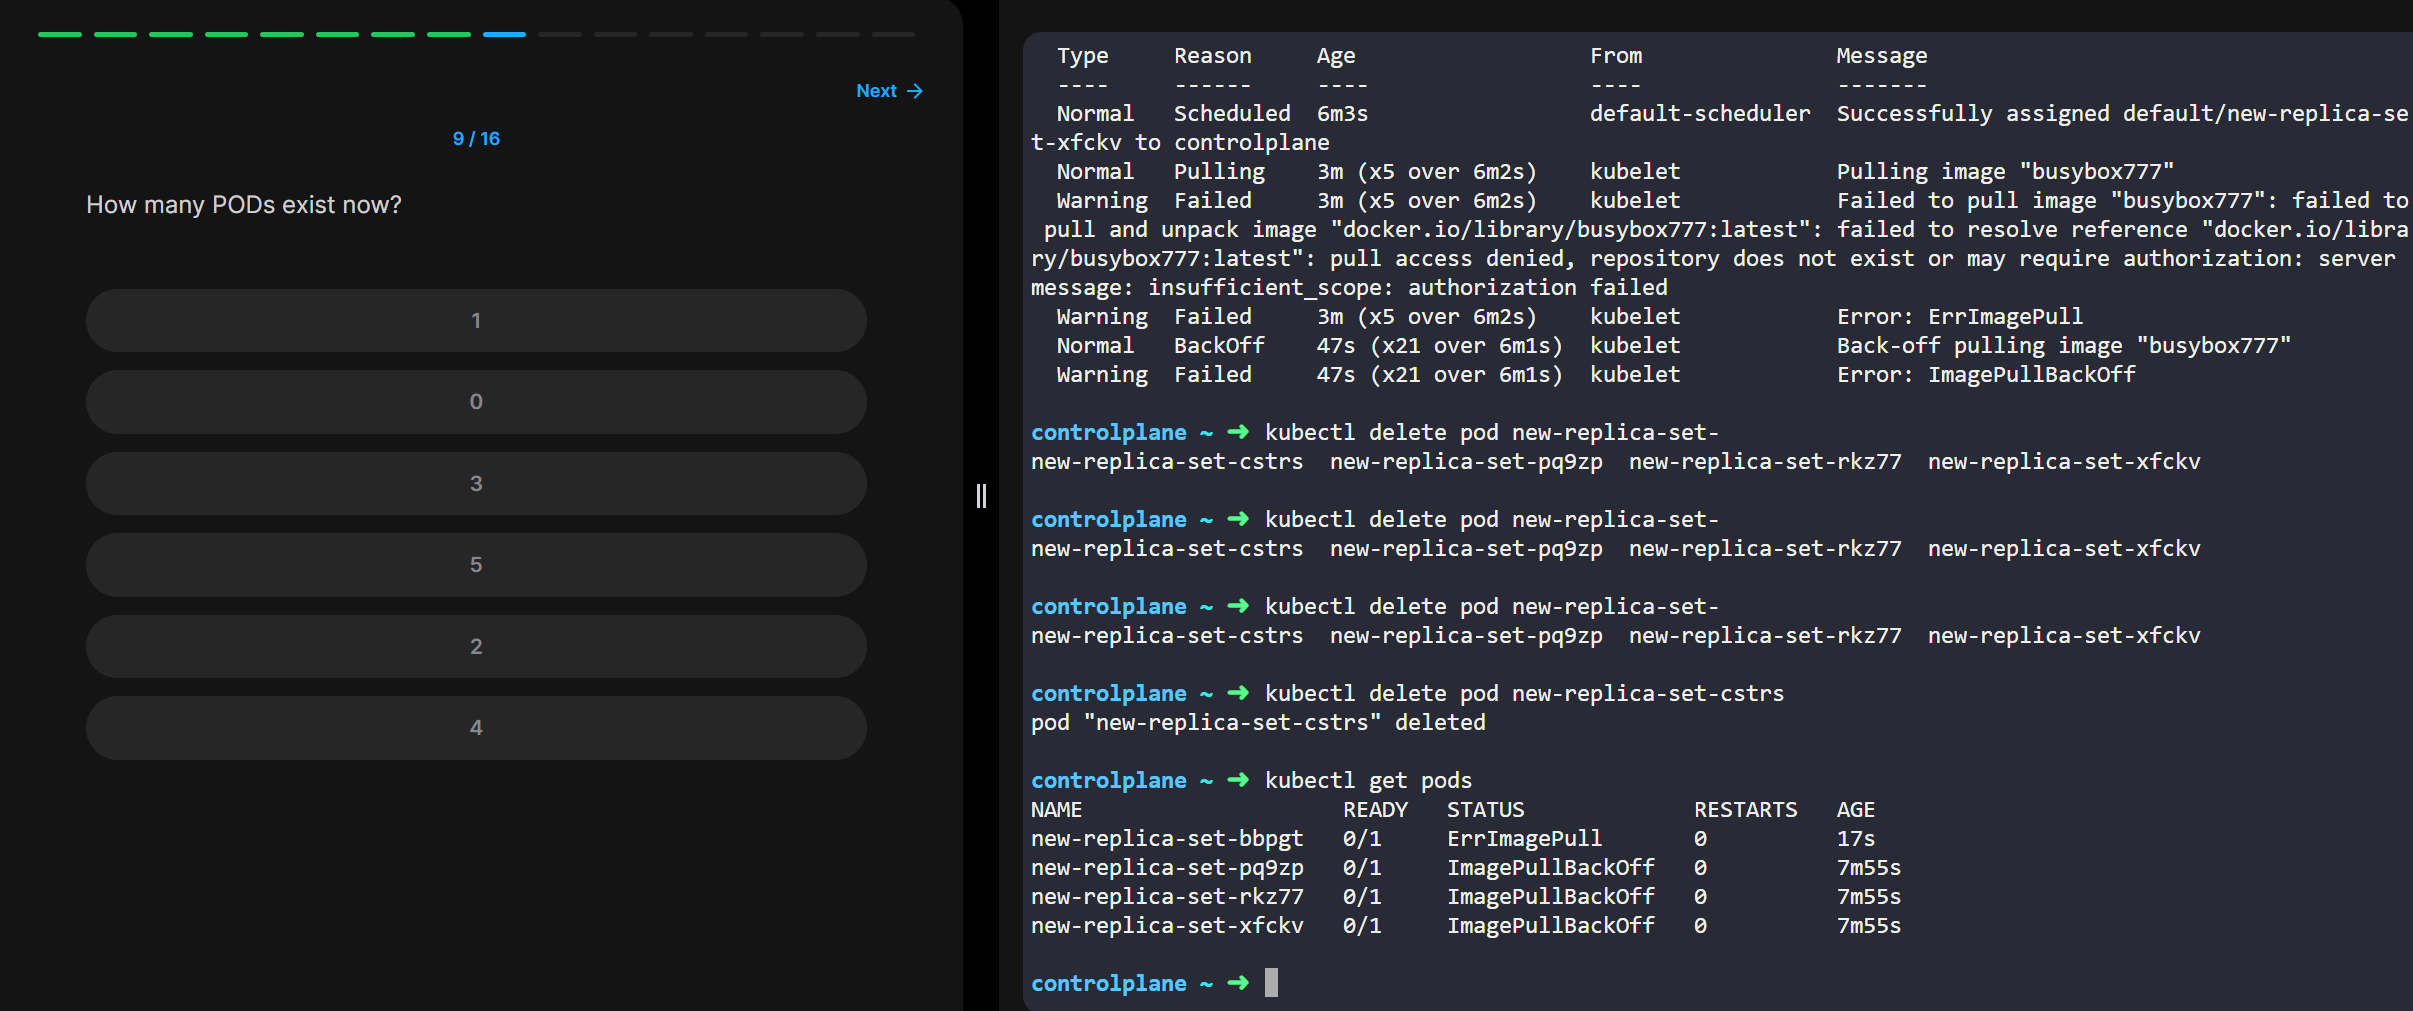 Next →
9 / 16
How many PODs exist now?
1
0
3
5
2
4
Type Reason Age From Message
---- ------ ---- ---- -------
Normal Scheduled 6m3s default-scheduler Successfully assigned default/new-replica-se
t-xfckv to controlplane
Normal Pulling 3m (x5 over 6m2s) kubelet Pulling image "busybox777"
Warning Failed 3m (x5 over 6m2s) kubelet Failed to pull image "busybox777": failed to
pull and unpack image "docker.io/library/busybox777:latest": failed to resolve reference "docker.io/libra
ry/busybox777:latest": pull access denied, repository does not exist or may require authorization: server
message: insufficient_scope: authorization failed
Warning Failed 3m (x5 over 6m2s) kubelet Error: ErrImagePull
Normal BackOff 47s (x21 over 6m1s) kubelet Back-off pulling image "busybox777"
Warning Failed 47s (x21 over 6m1s) kubelet Error: ImagePullBackOff
controlplane ~ ➜ kubectl delete pod new-replica-set-
new-replica-set-cstrs new-replica-set-pq9zp new-replica-set-rkz77 new-replica-set-xfckv
controlplane ~ ➜ kubectl delete pod new-replica-set-
new-replica-set-cstrs new-replica-set-pq9zp new-replica-set-rkz77 new-replica-set-xfckv
controlplane ~ ➜ kubectl delete pod new-replica-set-
new-replica-set-cstrs new-replica-set-pq9zp new-replica-set-rkz77 new-replica-set-xfckv
controlplane ~ ➜ kubectl delete pod new-replica-set-cstrs
pod "new-replica-set-cstrs" deleted
controlplane ~ ➜ kubectl get pods
NAME READY STATUS RESTARTS AGE
new-replica-set-bbpgt 0/1 ErrImagePull 0 17s
new-replica-set-pq9zp 0/1 ImagePullBackOff 0 7m55s
new-replica-set-rkz77 0/1 ImagePullBackOff 0 7m55s
new-replica-set-xfckv 0/1 ImagePullBackOff 0 7m55s
controlplane ~ ➜